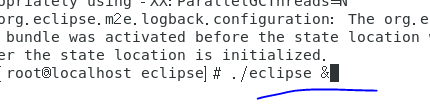 propriately using -XX:ParallelGCThreads=N
org.eclipse.m2e.logback.configuration: The org.e
bundle was activated before the state location
er the state location is initialized.
[root@localhost eclipse]# ./eclipse &